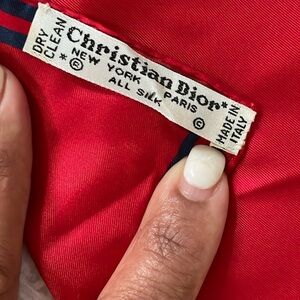 DRY
CLEAN
Christian Dior*
*® NEW YORK PARIS ©
ALL SILK
MADE IN
ITALY